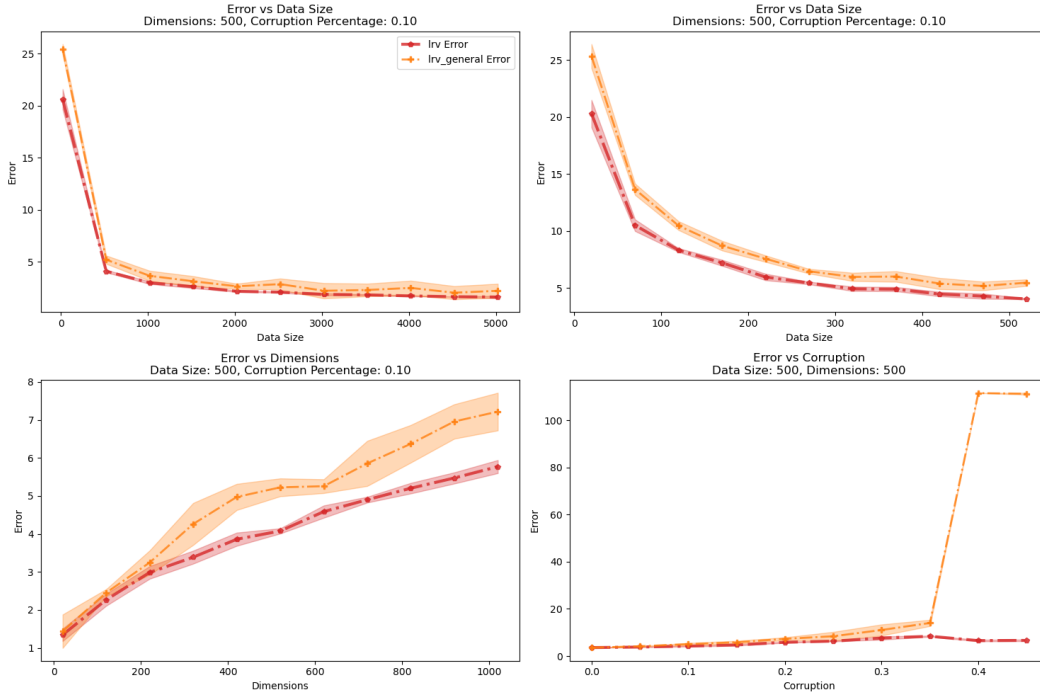 Error vs Data Size
Dimensions: 500, Corruption Percentage: 0.10
lrv Error
lrv_general Error
25
20
15
10
5
Error
0
1000
2000
3000
4000
5000
Data Size
Error vs Data Size
Dimensions: 500, Corruption Percentage: 0.10
25
20
15
10
5
Error
0
100
200
300
400
500
Data Size
Error vs Dimensions
Data Size: 500, Corruption Percentage: 0.10
8
7
6
5
4
3
2
1
Error
0
200
400
600
800
1000
Dimensions
Error vs Corruption
Data Size: 500, Dimensions: 500
100
80
60
40
20
0
Error
0.0
0.1
0.2
0.3
0.4
Corruption